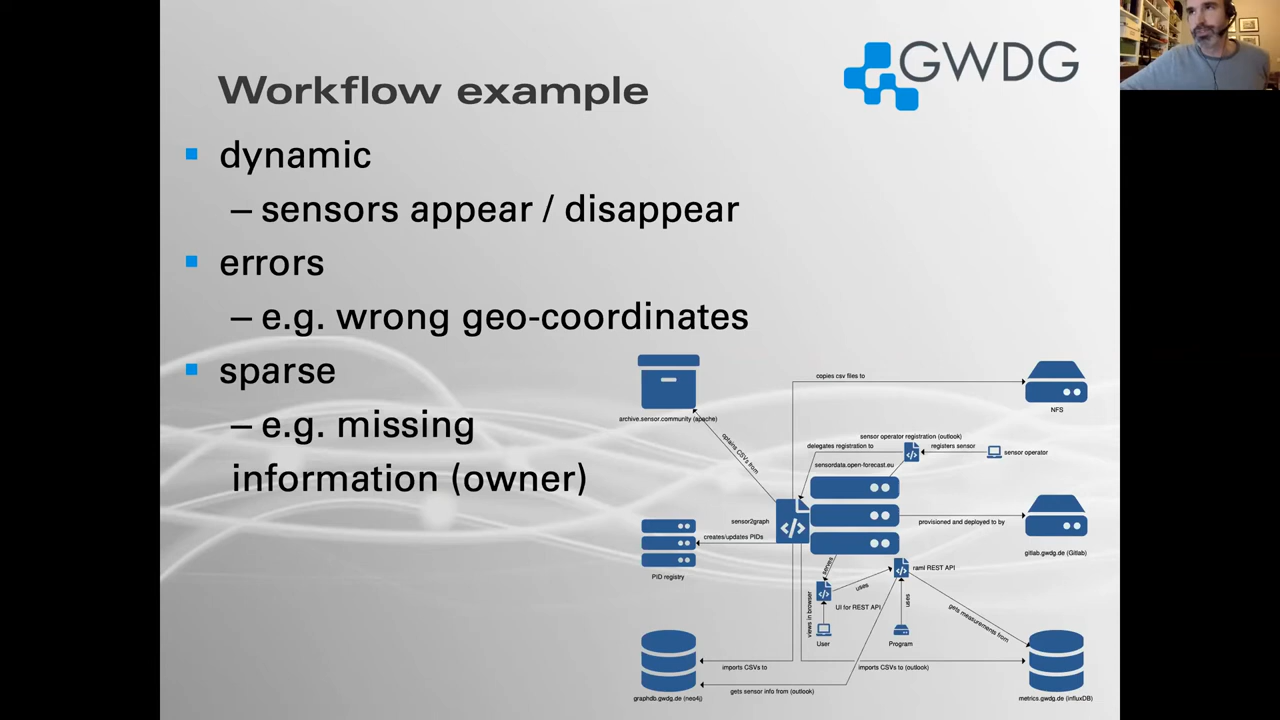 GWDG
Workflow example
dynamic
– sensors appear / disappear
errors
– e.g. wrong geo-coordinates
sparse
– e.g. missing
information (owner)
copies csv files to
NFS
archive.sensor.community (apache)
optains CSVs from
sensor operator registration (outlook)
delegates registration to
registers sensor
sensor operator
sensordata.open-forecast.eu
sensor2graph
provisioned and deployed to by
creates/updates PIDs
gitlab.gwdg.de (Gitlab)
PID registry
serves
raml REST API
uses
UI for REST API
uses
views in browser
gets measurements from
User
Program
imports CSVs to
imports CSVs to (outlook)
gets sensor info from (outlook)
graphdb.gwdg.de (neo4j)
metrics.gwdg.de (influxDB)